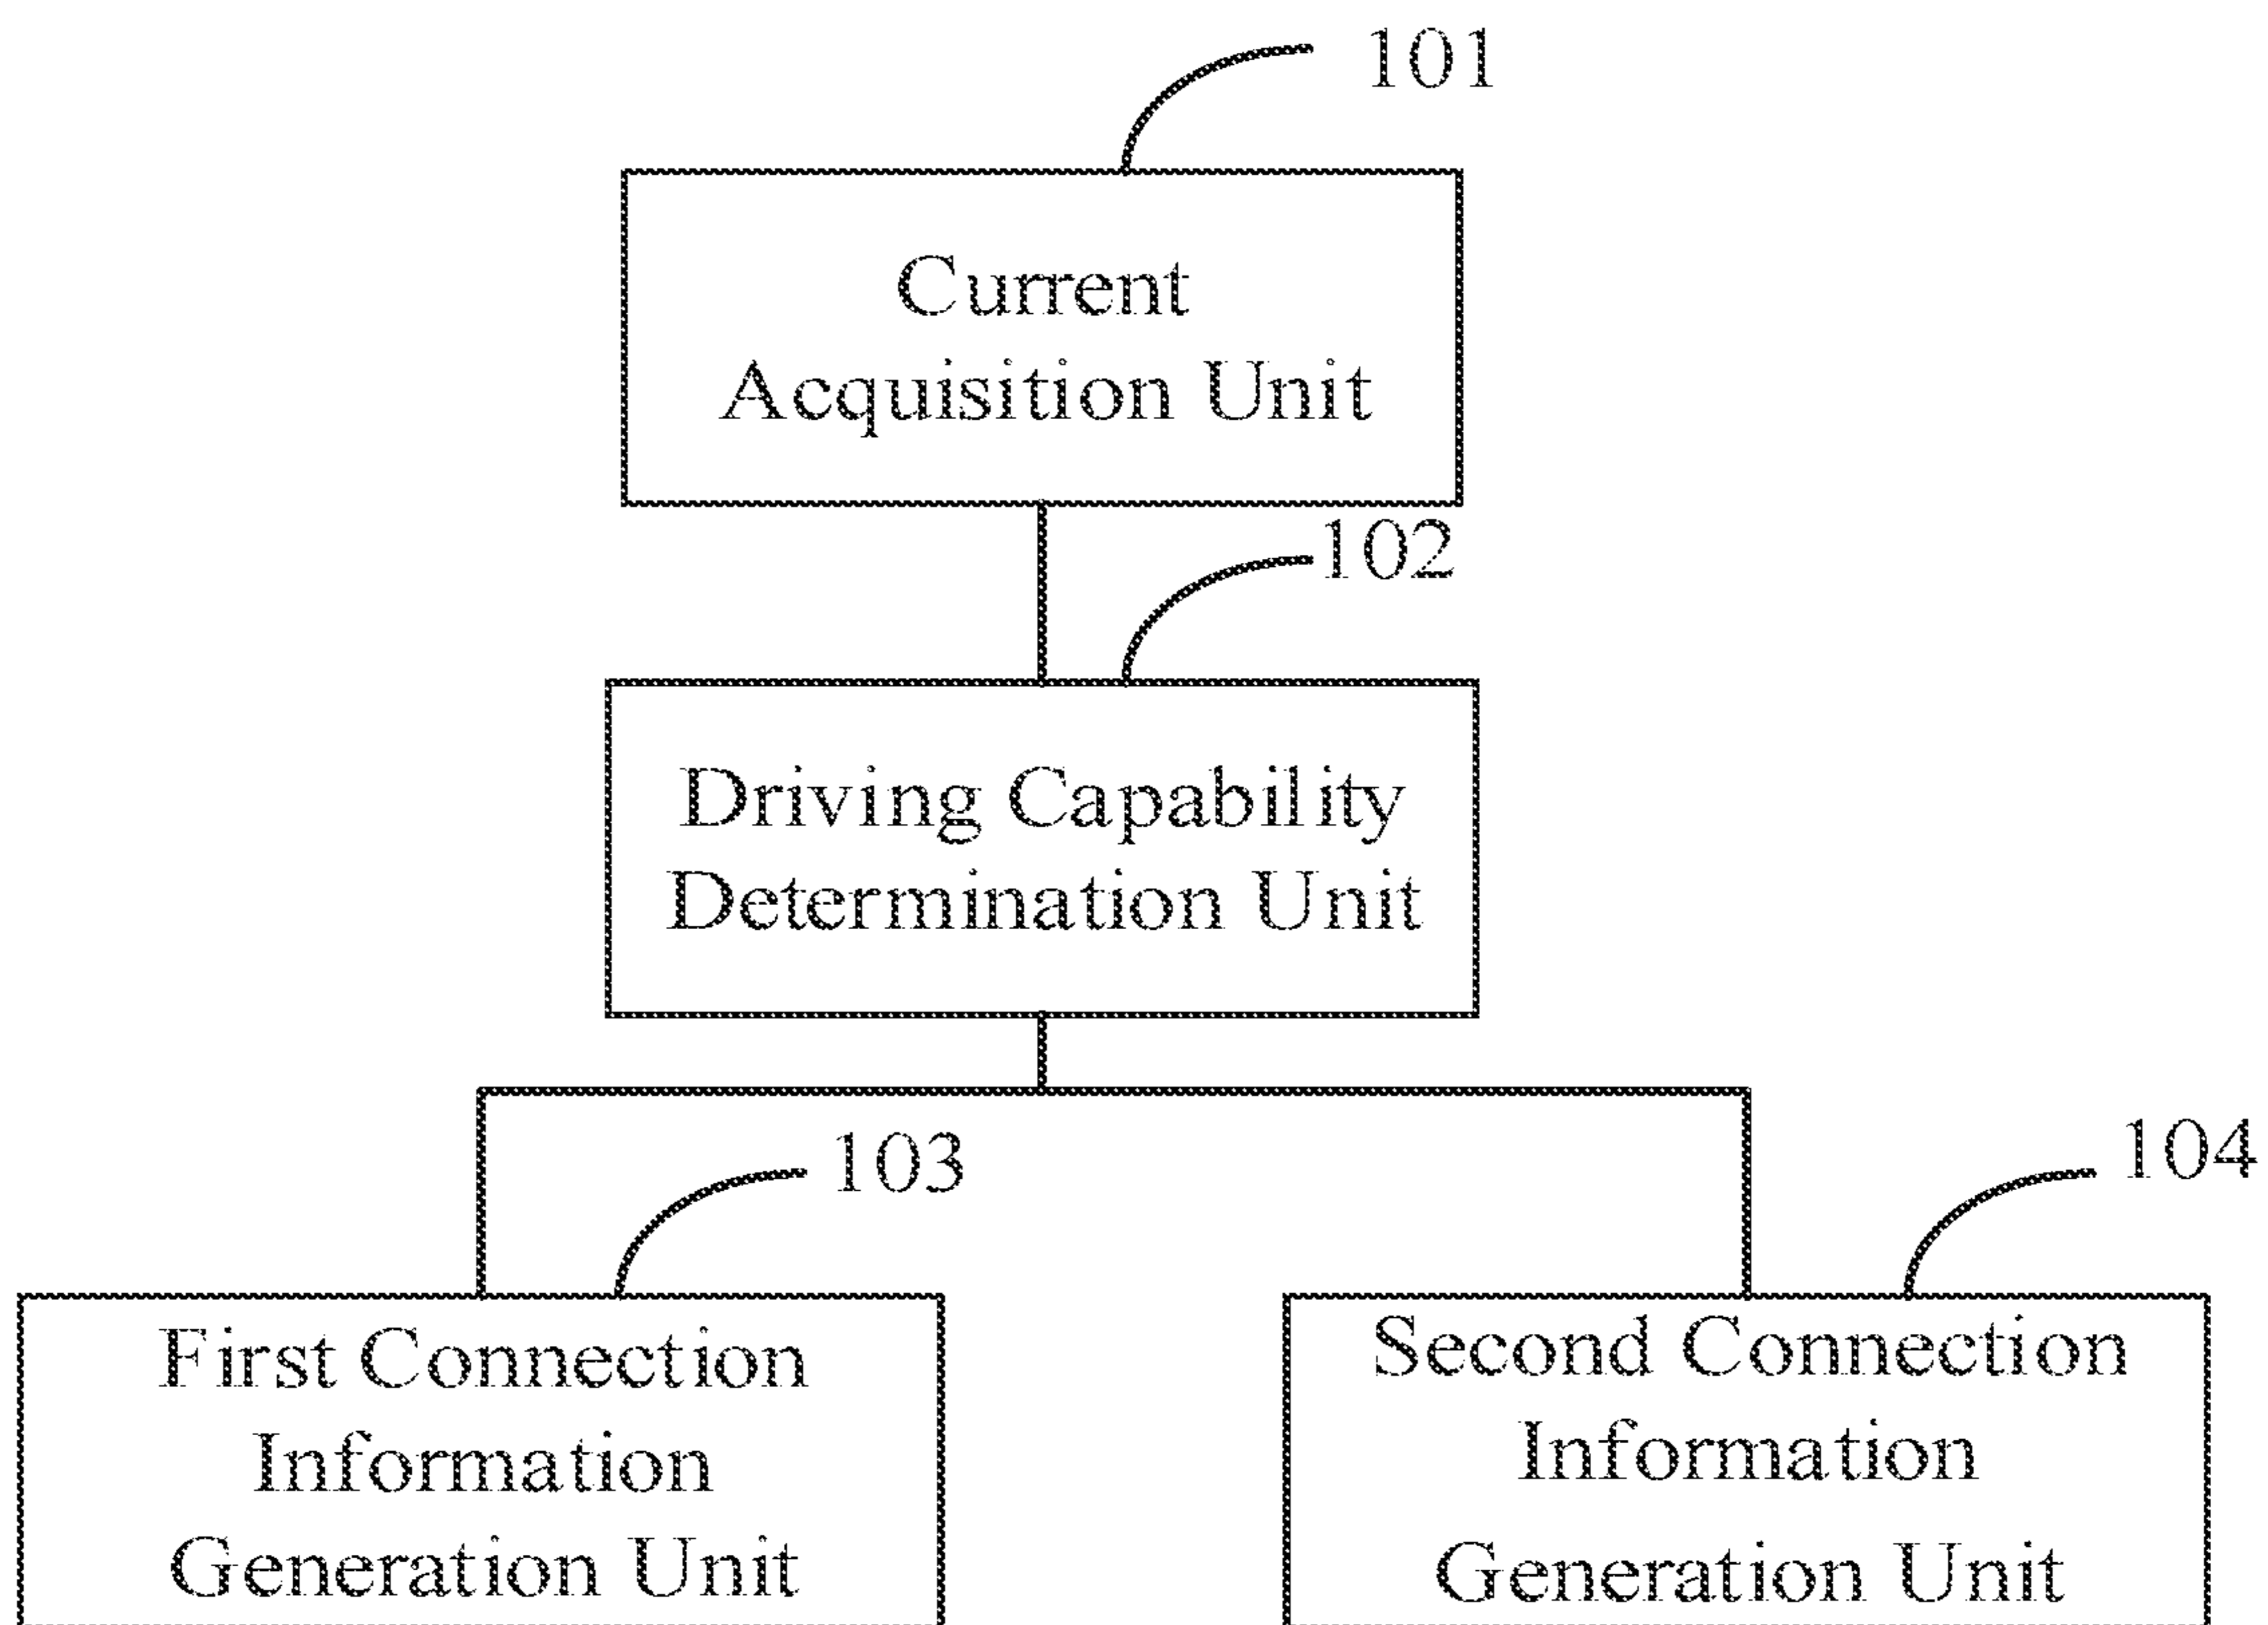 101
Current
Acquisition Unit
102
Driving Capability
Determination Unit
103
First Connection
Information
Generation Unit
104
Second Connection
Information
Generation Unit